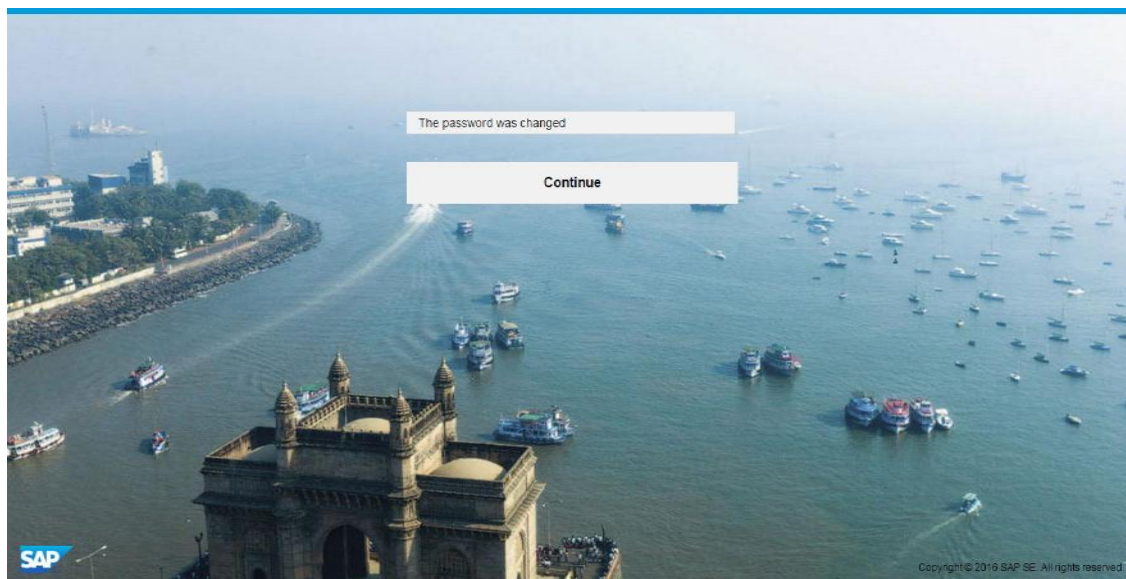 The password was changed
Continue
SAP
Copyright © 2016 SAP SE. All rights reserved.